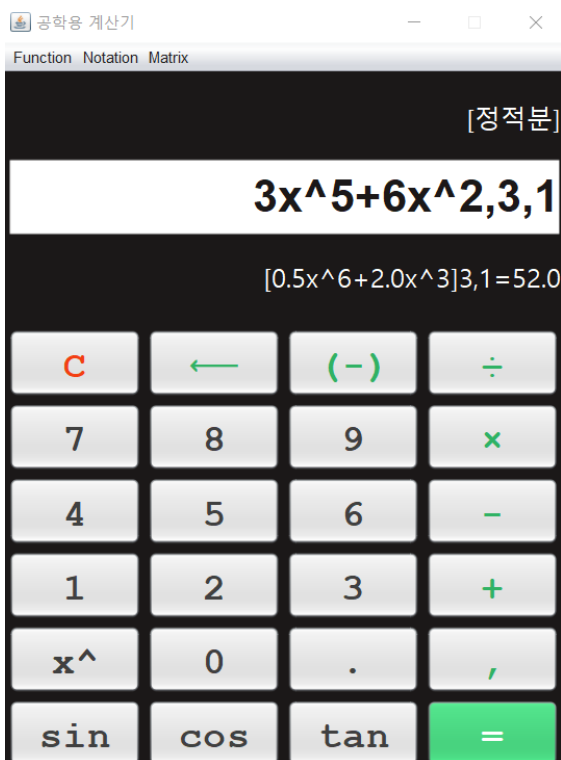 공학용 계산기
Function Notation Matrix
[정적분]
3x^5+6x^2,3,1
[0.5x^6+2.0x^3]3,1=52.0
C ← (-) ÷
7 8 9 ×
4 5 6 -
1 2 3 +
x^ 0 . ,
sin cos tan =